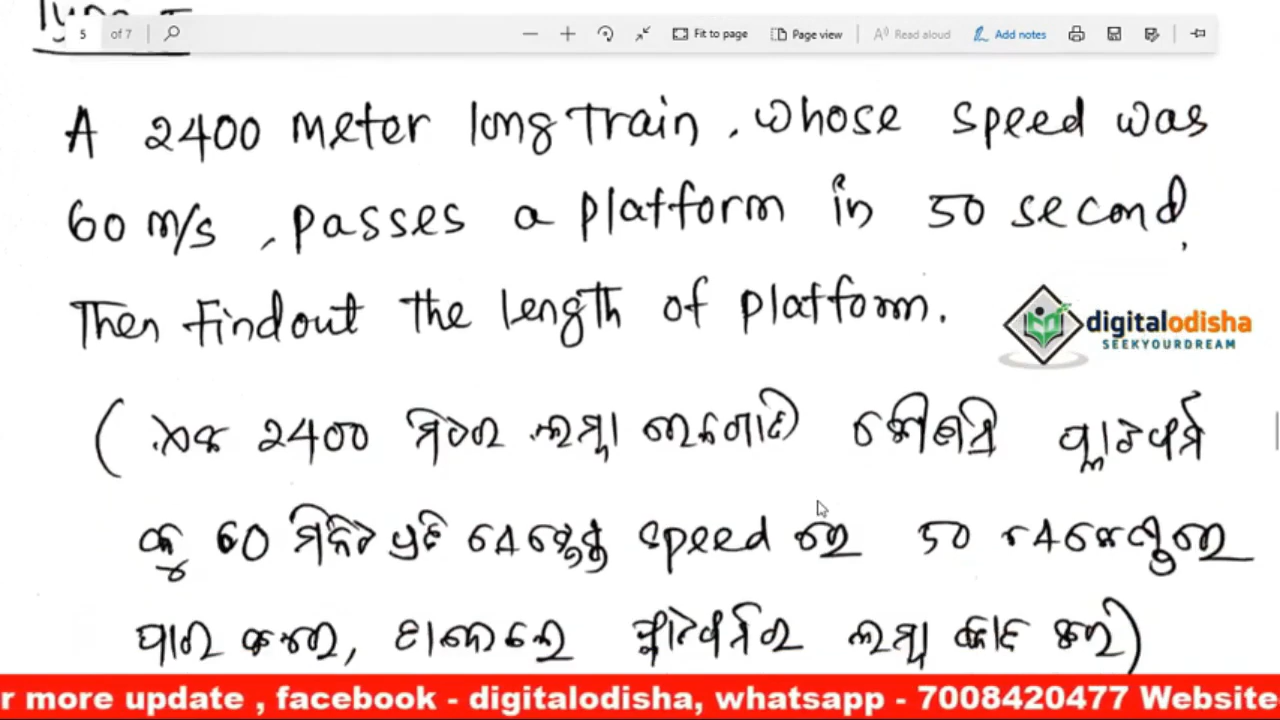 5 of 7 Fit to page Page view Read aloud Add notes
A 2400 meter long Train, whose speed was
60 m/s, passes a platform in 50 second,
Then Findout the length of platform.
digitalodisha
SEEKYOURDREAM
(ଏକ 2400 ମିଟର ଲମ୍ବା ରେଳଗାଡି କୌଣସି ପ୍ଲାଟଫର୍ମ
କୁ 60 ମିଟର ପ୍ରତି ସେକେଣ୍ଡ speed ରେ 50 ସେକେଣ୍ଡରେ
ପାର କଲେ, ତାହେଲେ ପ୍ଲାଟଫର୍ମର ଲମ୍ବା
r more update , facebook - digitalodisha, whatsapp - 7008420477 Website